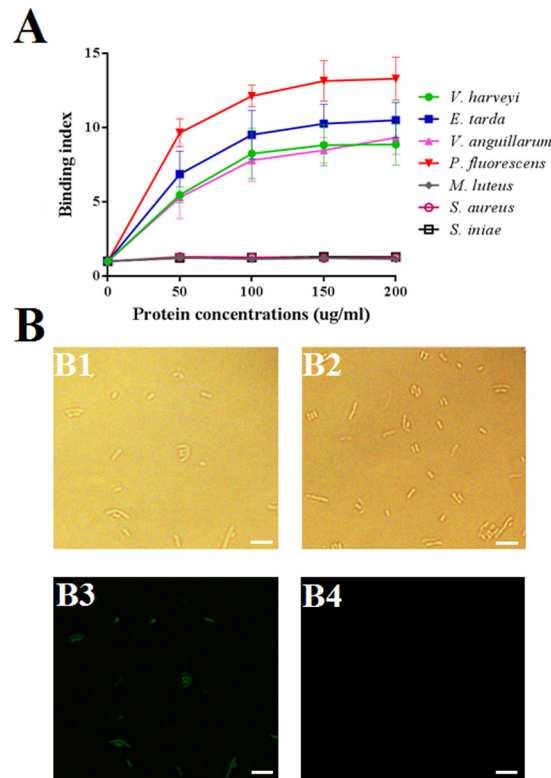 A
15
10
5
1
0
50
100
150
200
Binding index
Protein concentrations (ug/ml)
V. harveyi
E. tarda
V. anguillarum
P. fluorescens
M. luteus
S. aureus
S. iniae
B
B1
B2
B3
B4